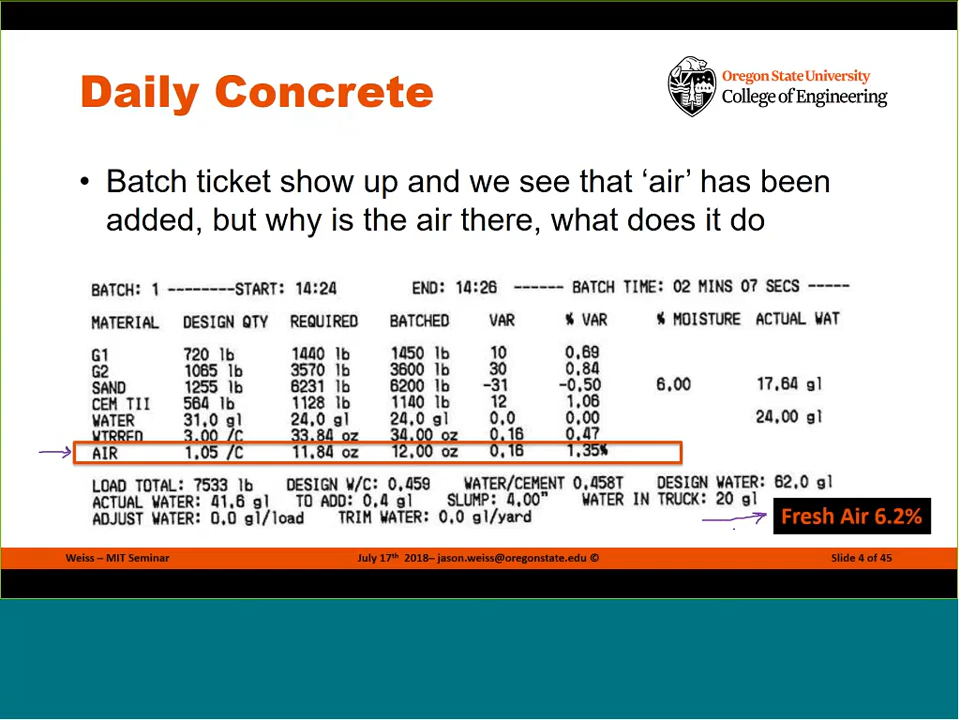 Daily Concrete
Oregon State University
College of Engineering
• Batch ticket show up and we see that ‘air’ has been
added, but why is the air there, what does it do
BATCH: 1 --------START: 14:24 END: 14:26 ------ BATCH TIME: 02 MINS 07 SECS -----
MATERIAL DESIGN QTY REQUIRED BATCHED VAR % VAR % MOISTURE ACTUAL WAT
G1 720 lb 1440 lb 1450 lb 10 0.69
G2 1065 lb 3570 lb 3600 lb 30 0.84
SAND 1255 lb 6231 lb 6200 lb -31 -0.50 6.00 17.64 gl
CEM TII 564 lb 1128 lb 1140 lb 12 1.06
WATER 31.0 gl 24.0 gl 24.0 gl 0.0 0.00 24.00 gl
WTRRED 3.00 /C 33.84 oz 34.00 oz 0.16 0.47
AIR 1.05 /C 11.84 oz 12.00 oz 0.16 1.35%
LOAD TOTAL: 7533 lb DESIGN W/C: 0.459 WATER/CEMENT 0.458T DESIGN WATER: 62.0 gl
ACTUAL WATER: 41.6 gl TO ADD: 0.4 gl SLUMP: 4.00" WATER IN TRUCK: 20 gl
ADJUST WATER: 0.0 gl/load TRIM WATER: 0.0 gl/yard
Fresh Air 6.2%
Weiss – MIT Seminar July 17th 2018– jason.weiss@oregonstate.edu © Slide 4 of 45